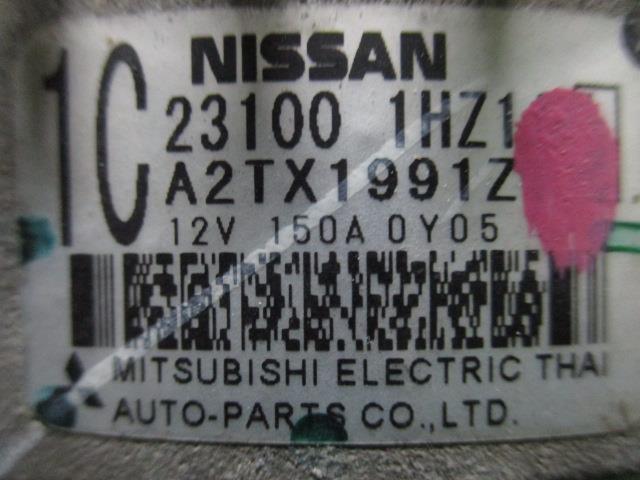 NISSAN
1C
23100 1HZ1
A2TX1991Z
12V 150A 0Y05
MITSUBISHI ELECTRIC THAI
AUTO-PARTS CO.,LTD.